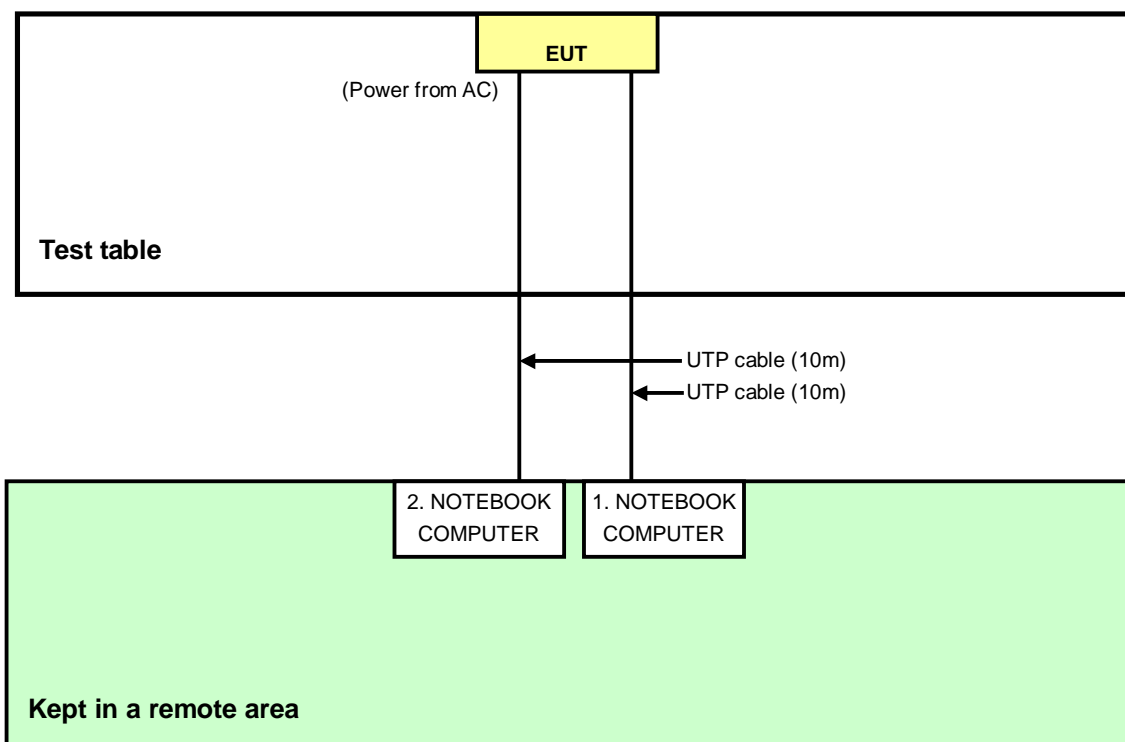 EUT
(Power from AC)
Test table
UTP cable (10m)
UTP cable (10m)
2. NOTEBOOK
COMPUTER
1. NOTEBOOK
COMPUTER
Kept in a remote area